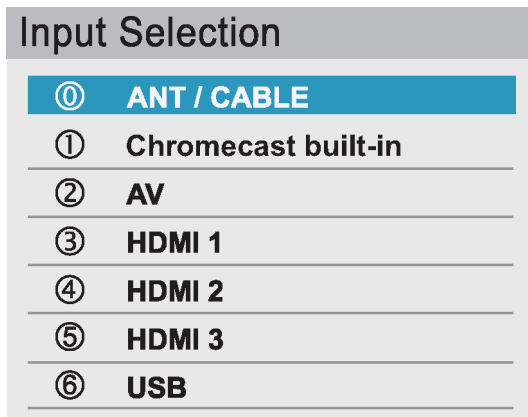 Input Selection
⓪ ANT / CABLE
① Chromecast built-in
② AV
③ HDMI 1
④ HDMI 2
⑤ HDMI 3
⑥ USB